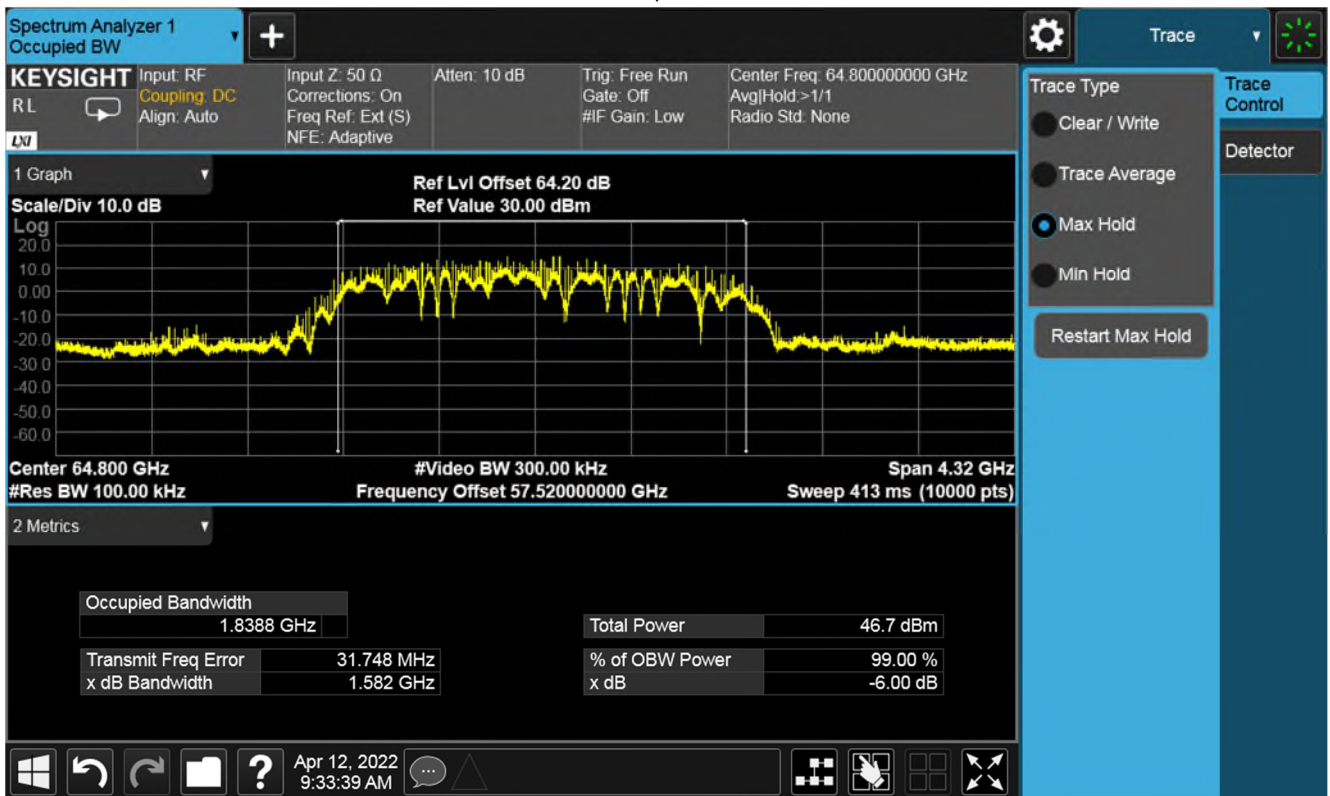 Spectrum Analyzer 1
Occupied BW
Trace
KEYSIGHT
R L
LXI
Input: RF
Coupling: DC
Align: Auto
Input Z: 50 Ω
Corrections: On
Freq Ref: Ext (S)
NFE: Adaptive
Atten: 10 dB
Trig: Free Run
Gate: Off
#IF Gain: Low
Center Freq: 64.800000000 GHz
Avg|Hold:>1/1
Radio Std: None
Trace Type
Clear / Write
Trace Average
Max Hold
Min Hold
Restart Max Hold
Trace
Control
Detector
1 Graph
Scale/Div 10.0 dB
Ref Lvl Offset 64.20 dB
Ref Value 30.00 dBm
Log
20.0
10.0
0.00
-10.0
-20.0
-30.0
-40.0
-50.0
-60.0
Center 64.800 GHz
#Video BW 300.00 kHz
Span 4.32 GHz
#Res BW 100.00 kHz
Frequency Offset 57.520000000 GHz
Sweep 413 ms (10000 pts)
2 Metrics
Occupied Bandwidth
1.8388 GHz
Total Power 46.7 dBm
Transmit Freq Error 31.748 MHz
% of OBW Power 99.00 %
x dB Bandwidth 1.582 GHz
x dB -6.00 dB
?
Apr 12, 2022
9:33:39 AM